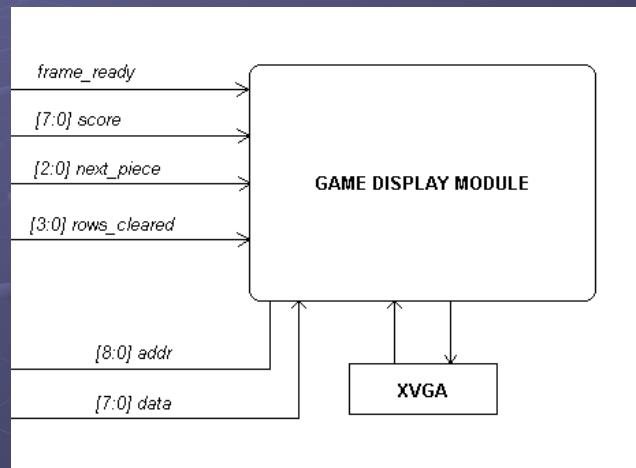 frame_ready
[7:0] score
[2:0] next_piece
GAME DISPLAY MODULE
[3:0] rows_cleared
[8:0] addr
XVGA
[7:0] data